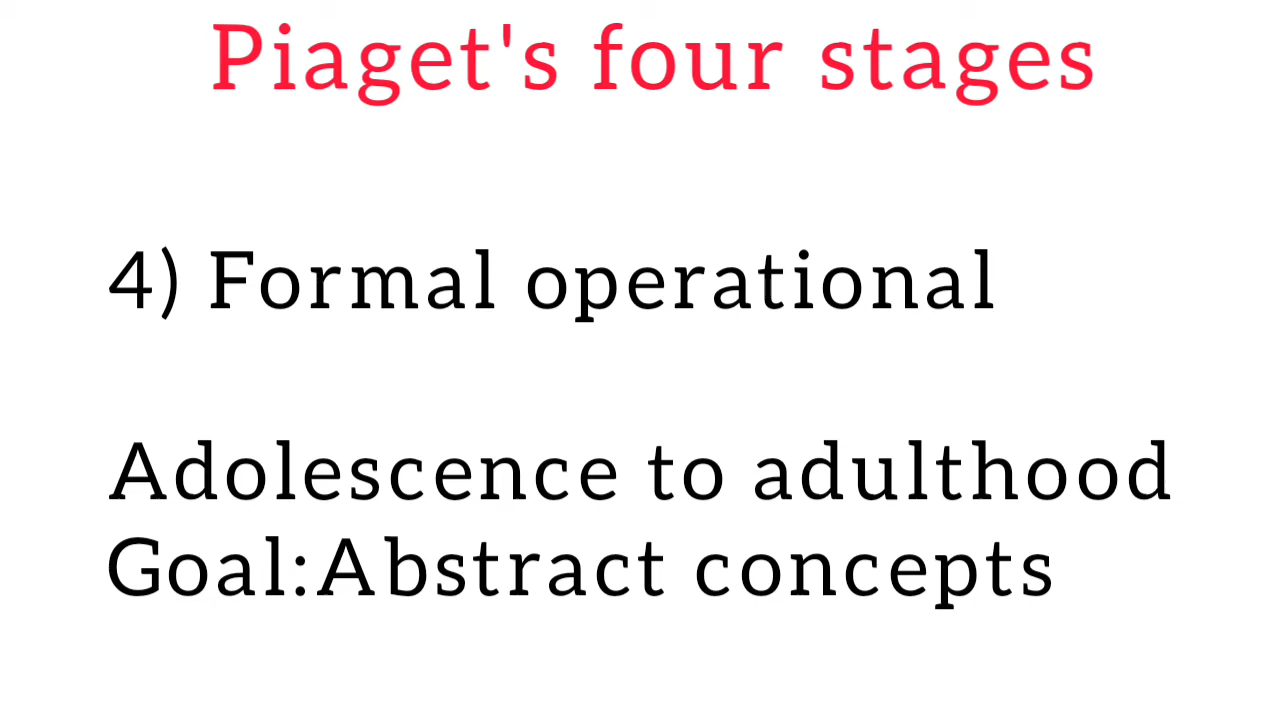 Piaget's four stages
4) Formal operational
Adolescence to adulthood
Goal:Abstract concepts